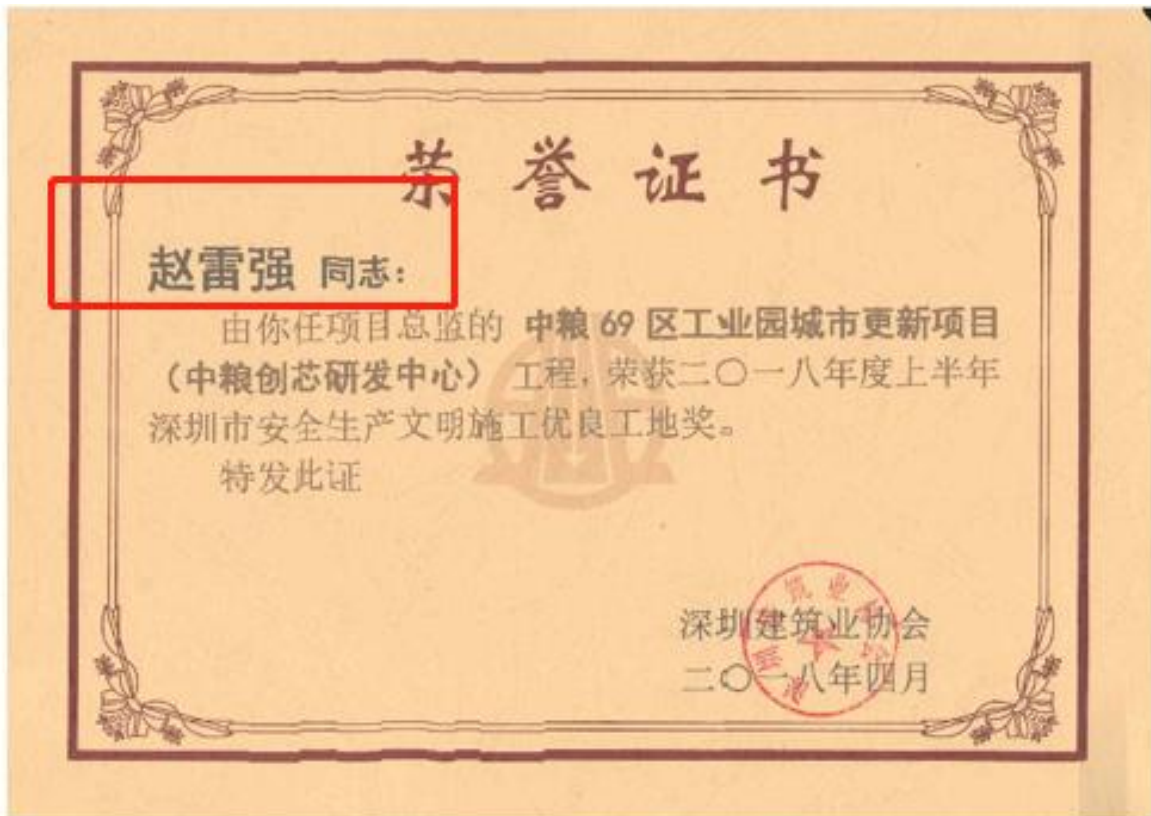 荣誉证书
赵雷强 同志:
由你任项目总监的 中粮 69 区工业园城市更新项目
(中粮创芯研发中心) 工程,荣获二〇一八年度上半年
深圳市安全生产文明施工优良工地奖。
特发此证
深圳建筑业协会
二〇一八年四月